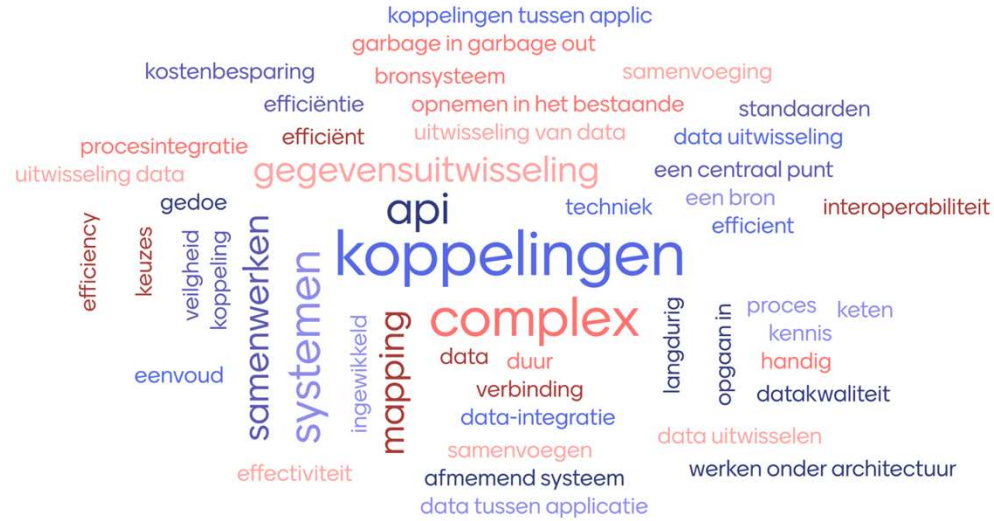 koppelingen tussen applic
garbage in garbage out
kostenbesparing
bronsysteem
samenvoeging
efficiëntie
opnemen in het bestaande
standaarden
efficiënt
uitwisseling van data
data uitwisseling
procesintegratie
uitwisseling data
gegevensuitwisseling
een centraal punt
gedoe
api
techniek
een bron
interoperabiliteit
efficient
efficiency
keuzes
veilgheid
koppeling
samenwerken
systemen
koppelingen
complex
ingewikkeld
mapping
data
duur
langdurig
opgaan in
proces
keten
kennis
handig
eenvoud
verbinding
datakwaliteit
data-integratie
samenvoegen
data uitwisselen
effectiviteit
afmemend systeem
werken onder architectuur
data tussen applicatie